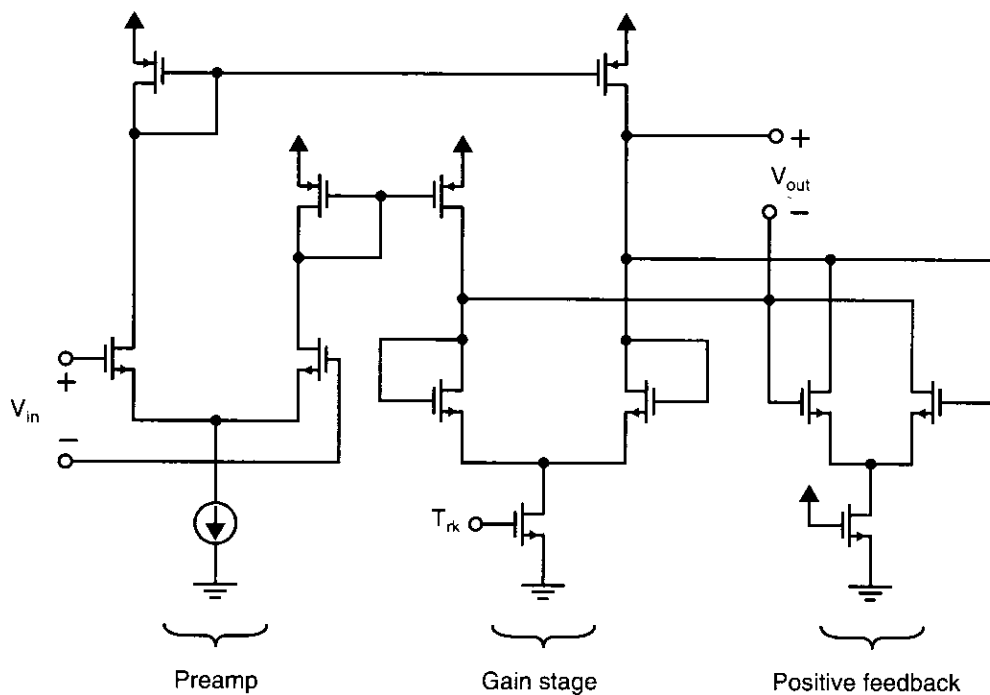 +
V_out
−
+
V_in
−
T_rk
Preamp
Gain stage
Positive feedback